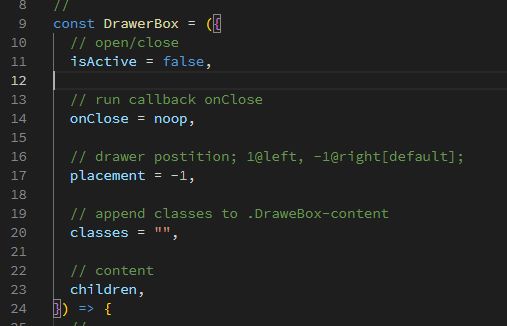 8 //
9 const DrawerBox = ({
10 // open/close
11 isActive = false,
12
13 // run callback onClose
14 onClose = noop,
15
16 // drawer postition; 1@left, -1@right[default];
17 placement = -1,
18
19 // append classes to .DraweBox-content
20 classes = "",
21
22 // content
23 children,
24 }) => {
25 //